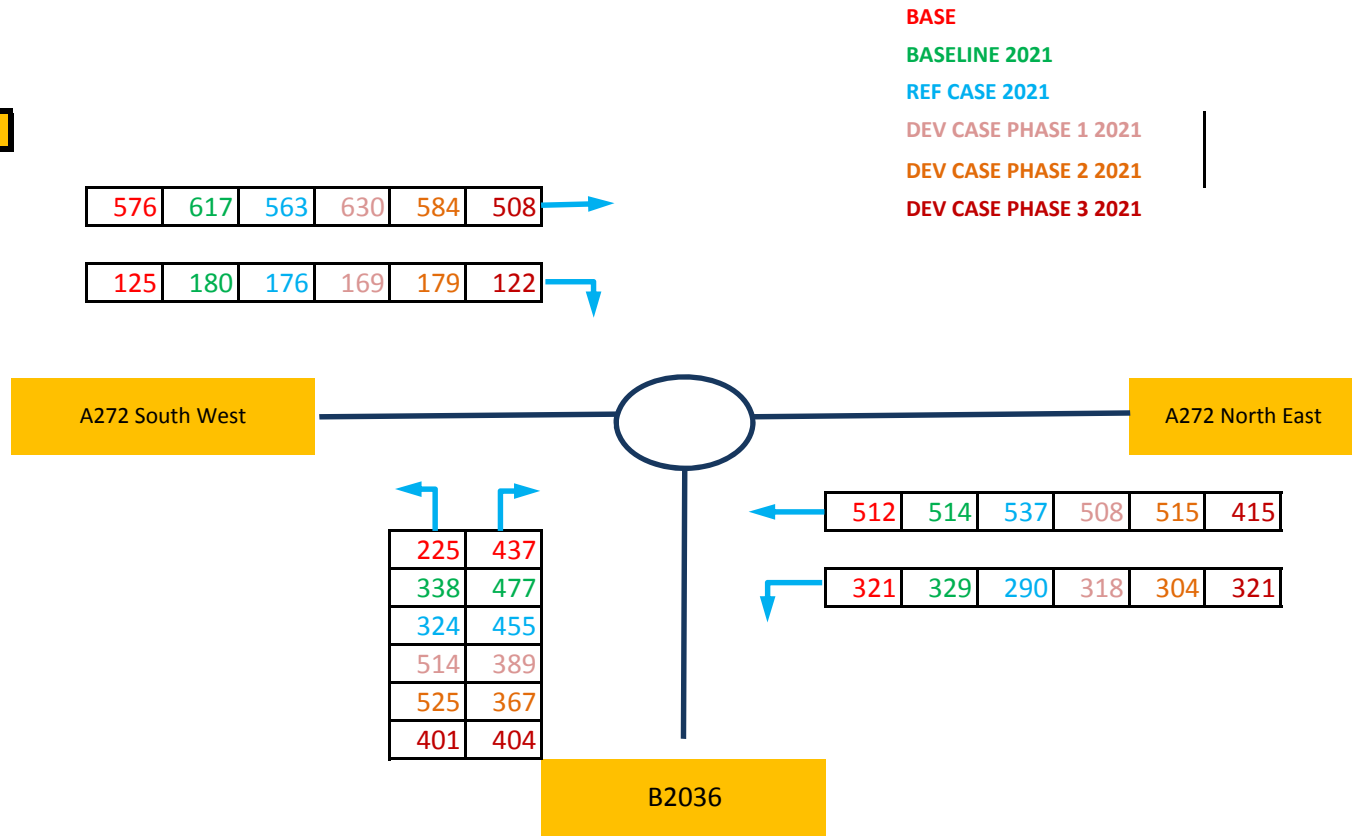 BASE
BASELINE 2021
REF CASE 2021
DEV CASE PHASE 1 2021
DEV CASE PHASE 2 2021
DEV CASE PHASE 3 2021
576 617 563 630 584 508
125 180 176 169 179 122
A272 South West
A272 North East
512 514 537 508 515 415
321 329 290 318 304 321
225 437
338 477
324 455
514 389
525 367
401 404
B2036